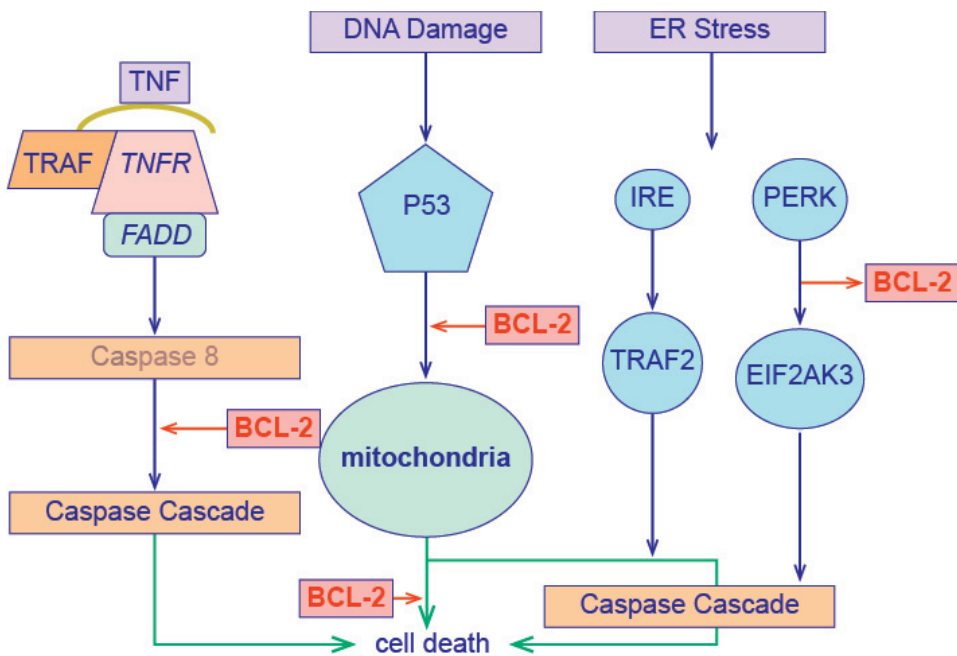 DNA Damage
ER Stress
TNF
TRAF
TNFR
FADD
P53
IRE
PERK
BCL-2
BCL-2
TRAF2
EIF2AK3
Caspase 8
BCL-2
mitochondria
Caspase Cascade
BCL-2
Caspase Cascade
cell death